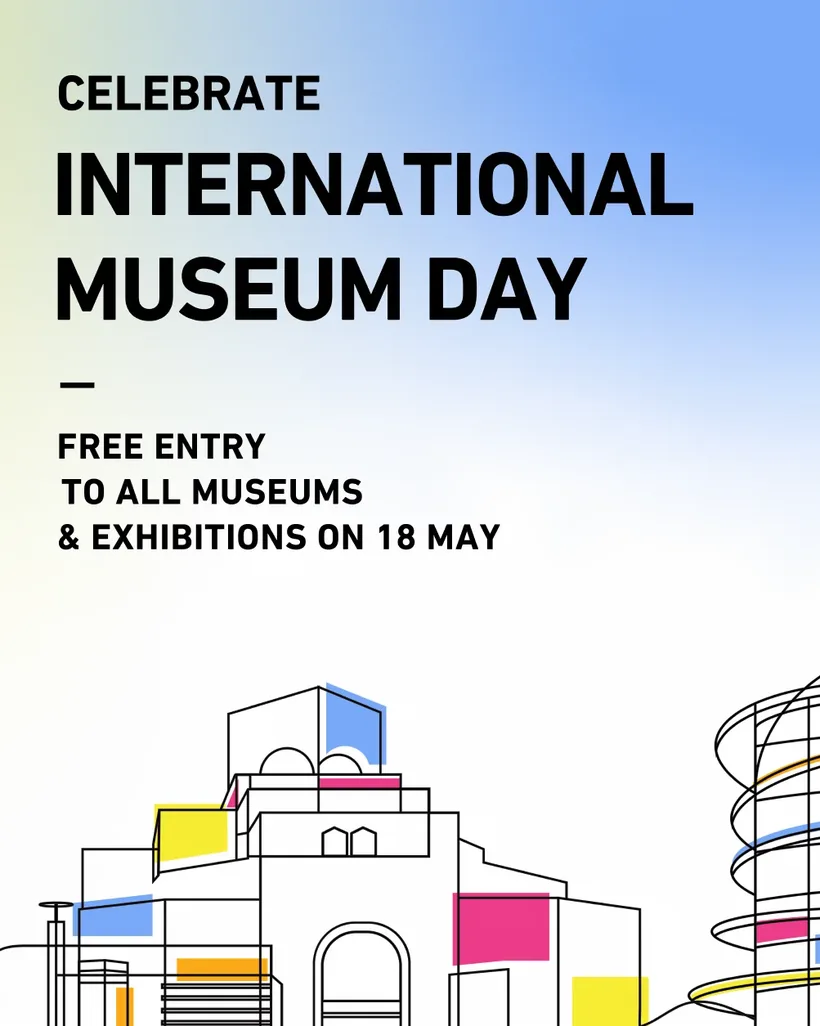 CELEBRATE
INTERNATIONAL
MUSEUM DAY
—
FREE ENTRY
TO ALL MUSEUMS
& EXHIBITIONS ON 18 MAY